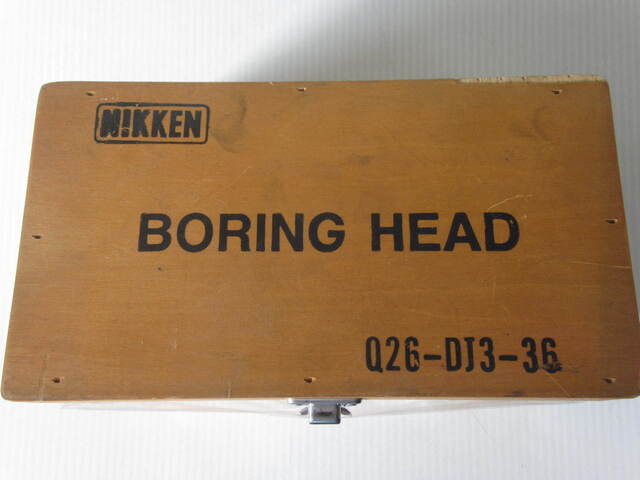 NIKKEN
BORING HEAD
Q26-DJ3-36